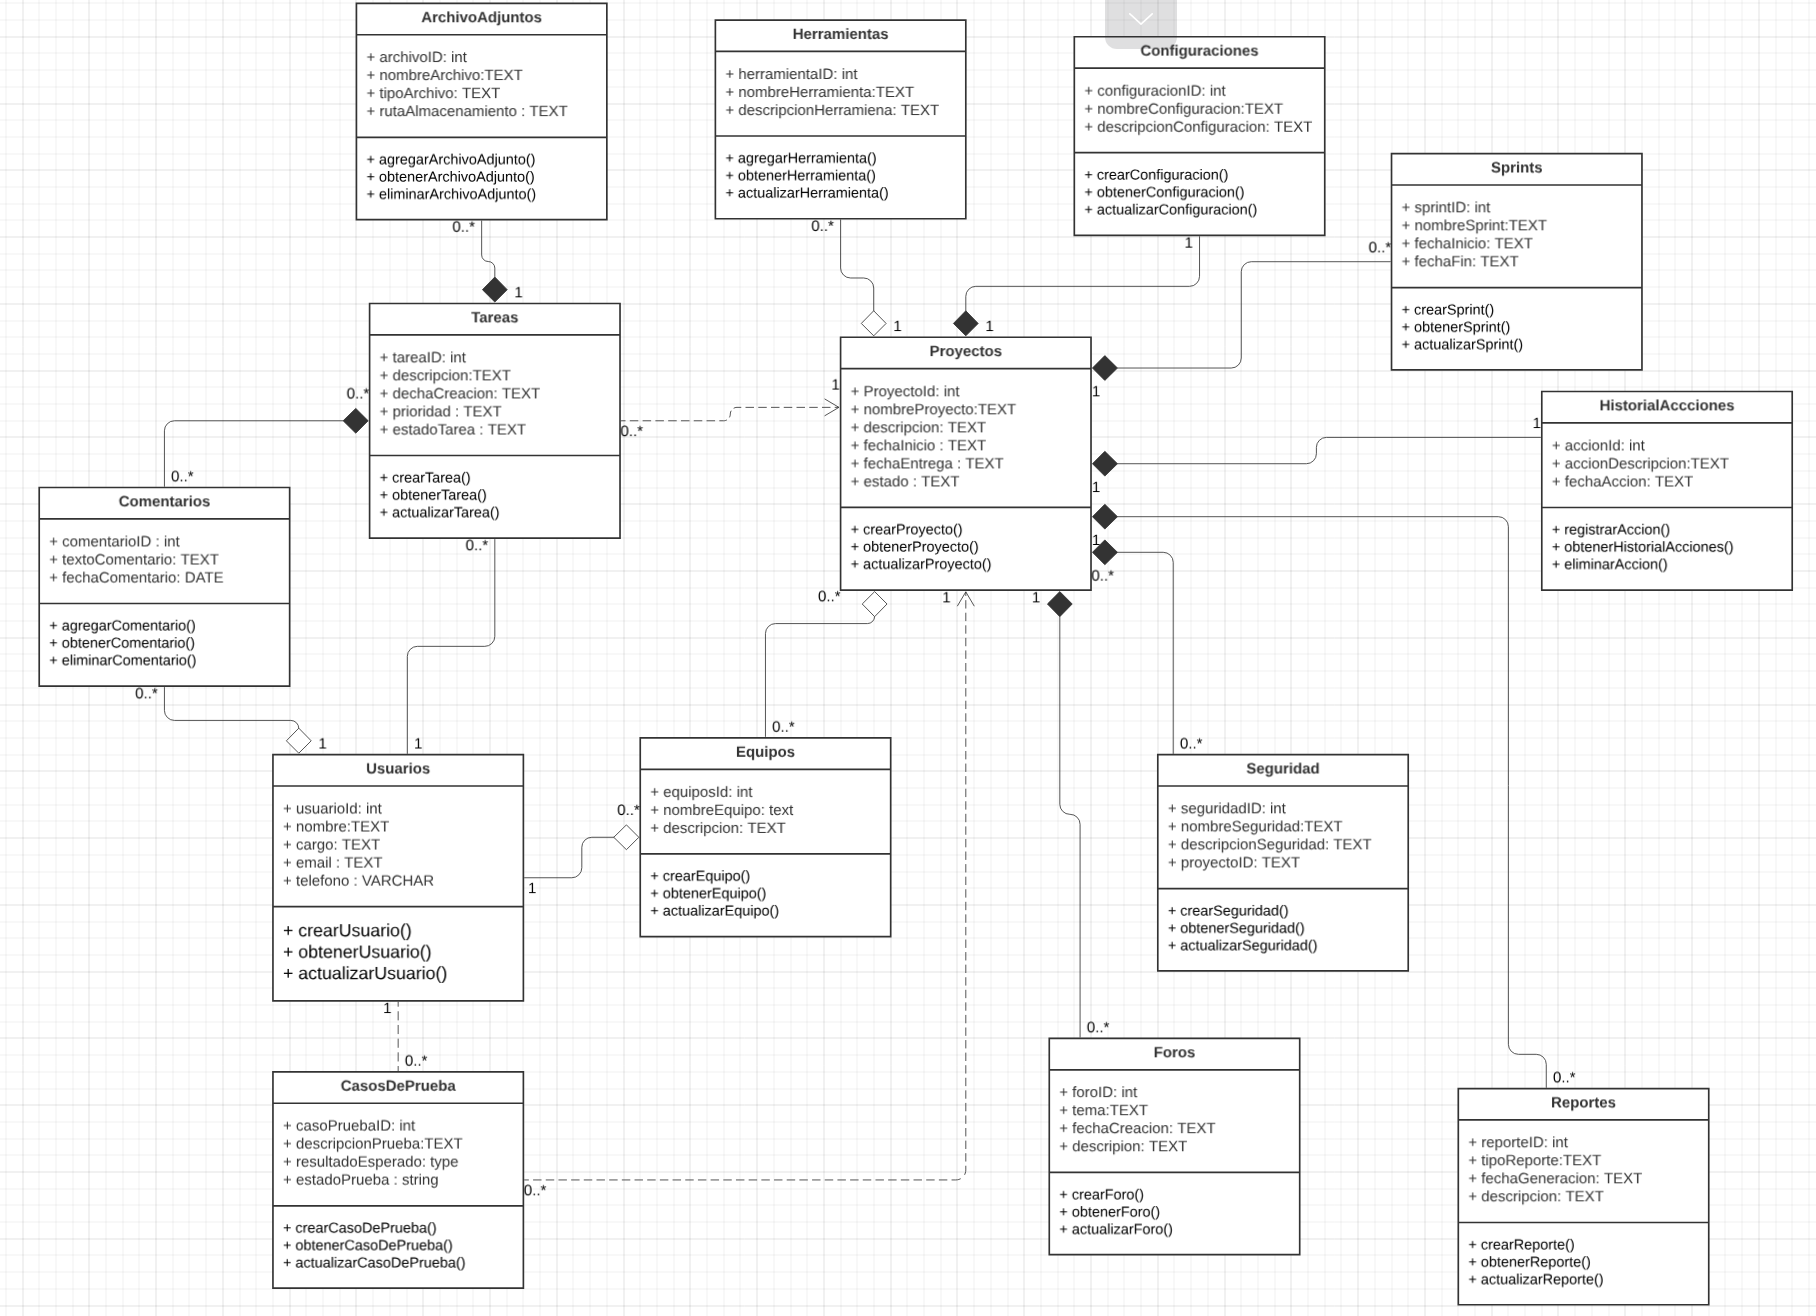 ArchivoAdjuntos
+ archivoID: int
+ nombreArchivo:TEXT
+ tipoArchivo: TEXT
+ rutaAlmacenamiento : TEXT
+ agregarArchivoAdjunto()
+ obtenerArchivoAdjunto()
+ eliminarArchivoAdjunto()
0..*
1
Herramientas
+ herramientaID: int
+ nombreHerramienta:TEXT
+ descripcionHerramiena: TEXT
+ agregarHerramienta()
+ obtenerHerramienta()
+ actualizarHerramienta()
0..*
1
Configuraciones
+ configuracionID: int
+ nombreConfiguracion:TEXT
+ descripcionConfiguracion: TEXT
+ crearConfiguracion()
+ obtenerConfiguracion()
+ actualizarConfiguracion()
1
1
Sprints
+ sprintID: int
+ nombreSprint:TEXT
+ fechaInicio: TEXT
+ fechaFin: TEXT
+ crearSprint()
+ obtenerSprint()
+ actualizarSprint()
0..*
1
Tareas
+ tareaID: int
+ descripcion:TEXT
+ dechaCreacion: TEXT
+ prioridad : TEXT
+ estadoTarea : TEXT
+ crearTarea()
+ obtenerTarea()
+ actualizarTarea()
0..*
0..*
1
0..*
Proyectos
+ ProyectoId: int
+ nombreProyecto:TEXT
+ descripcion: TEXT
+ fechaInicio : TEXT
+ fechaEntrega : TEXT
+ estado : TEXT
+ crearProyecto()
+ obtenerProyecto()
+ actualizarProyecto()
1
1
0..*
0..*
1
1
HistorialAccciones
+ accionId: int
+ accionDescripcion:TEXT
+ fechaAccion: TEXT
+ registrarAccion()
+ obtenerHistorialAcciones()
+ eliminarAccion()
1
Comentarios
+ comentarioID : int
+ textoComentario: TEXT
+ fechaComentario: DATE
+ agregarComentario()
+ obtenerComentario()
+ eliminarComentario()
0..*
0..*
1
1
Usuarios
+ usuarioId: int
+ nombre:TEXT
+ cargo: TEXT
+ email : TEXT
+ telefono : VARCHAR
+ crearUsuario()
+ obtenerUsuario()
+ actualizarUsuario()
1
1
0..*
Equipos
+ equiposId: int
+ nombreEquipo: text
+ descripcion: TEXT
+ crearEquipo()
+ obtenerEquipo()
+ actualizarEquipo()
0..*
0..*
Seguridad
+ seguridadID: int
+ nombreSeguridad:TEXT
+ descripcionSeguridad: TEXT
+ proyectoID: TEXT
+ crearSeguridad()
+ obtenerSeguridad()
+ actualizarSeguridad()
0..*
CasosDePrueba
+ casoPruebaID: int
+ descripcionPrueba:TEXT
+ resultadoEsperado: type
+ estadoPrueba : string
+ crearCasoDePrueba()
+ obtenerCasoDePrueba()
+ actualizarCasoDePrueba()
0..*
Foros
+ foroID: int
+ tema:TEXT
+ fechaCreacion: TEXT
+ descripion: TEXT
+ crearForo()
+ obtenerForo()
+ actualizarForo()
0..*
Reportes
+ reporteID: int
+ tipoReporte:TEXT
+ fechaGeneracion: TEXT
+ descripcion: TEXT
+ crearReporte()
+ obtenerReporte()
+ actualizarReporte()
0..*